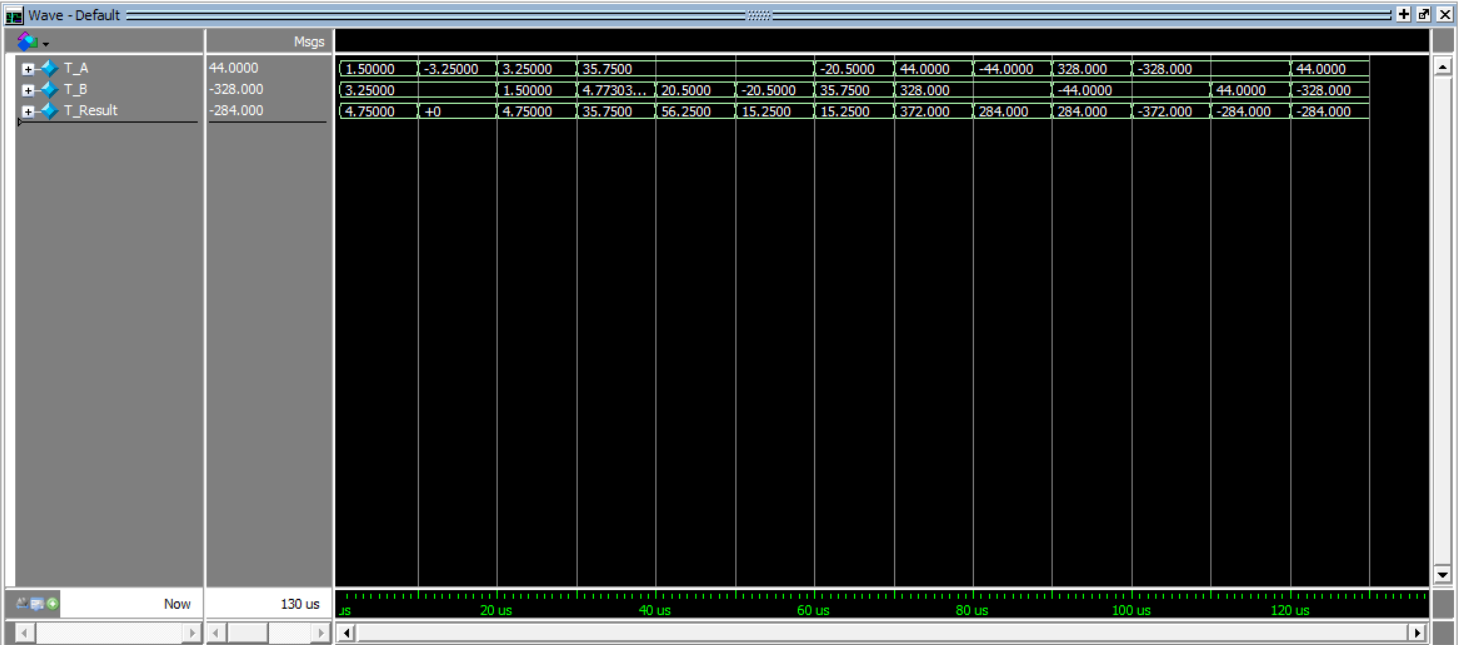 Wave - Default
Msgs
T_A 44.0000 1.50000 -3.25000 3.25000 35.7500 -20.5000 44.0000 -44.0000 328.000 -328.000 44.0000
T_B -328.000 3.25000 1.50000 4.77303... 20.5000 -20.5000 35.7500 328.000 -44.0000 44.0000 -328.000
T_Result -284.000 4.75000 +0 4.75000 35.7500 56.2500 15.2500 15.2500 372.000 284.000 284.000 -372.000 -284.000 -284.000
Now 130 us us 20 us 40 us 60 us 80 us 100 us 120 us